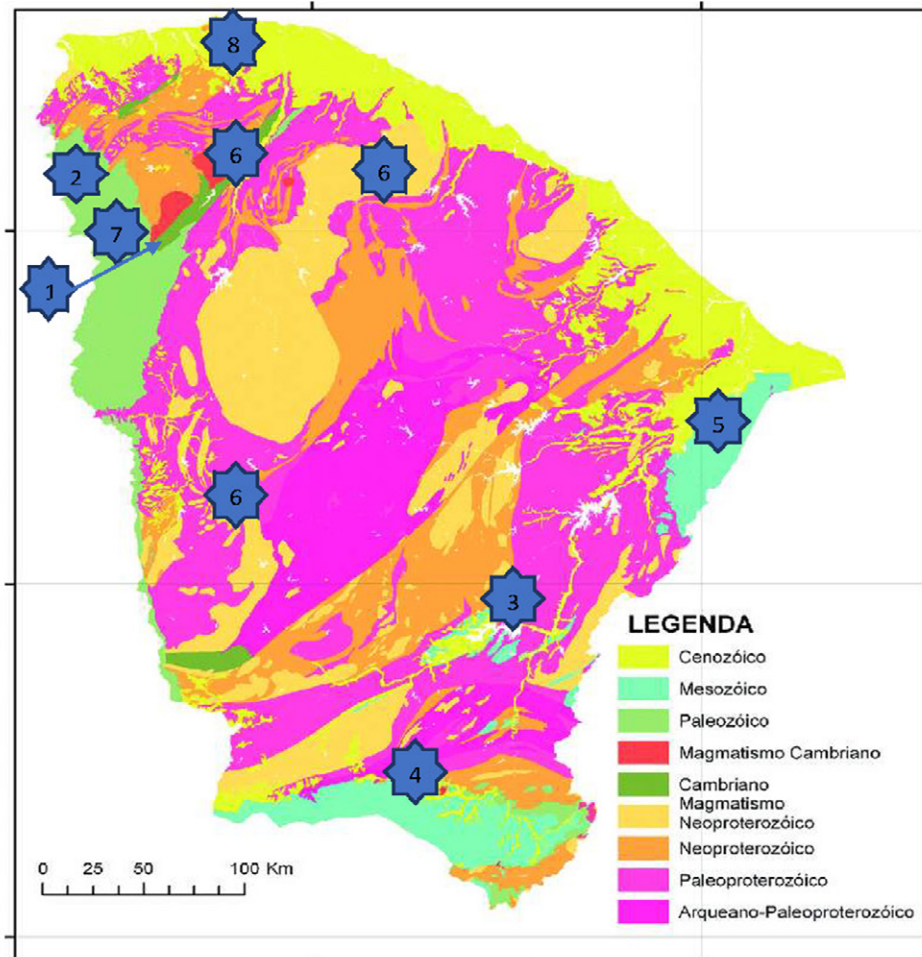 8
6
6
2
7
1
5
6
3
4
LEGENDA
Cenozóico
Mesozóico
Paleozóico
Magmatismo Cambriano
Cambriano
Magmatismo
Neoproterozóico
Neoproterozóico
Paleoproterozóico
Arqueano-Paleoproterozóico
0 25 50 100 Km